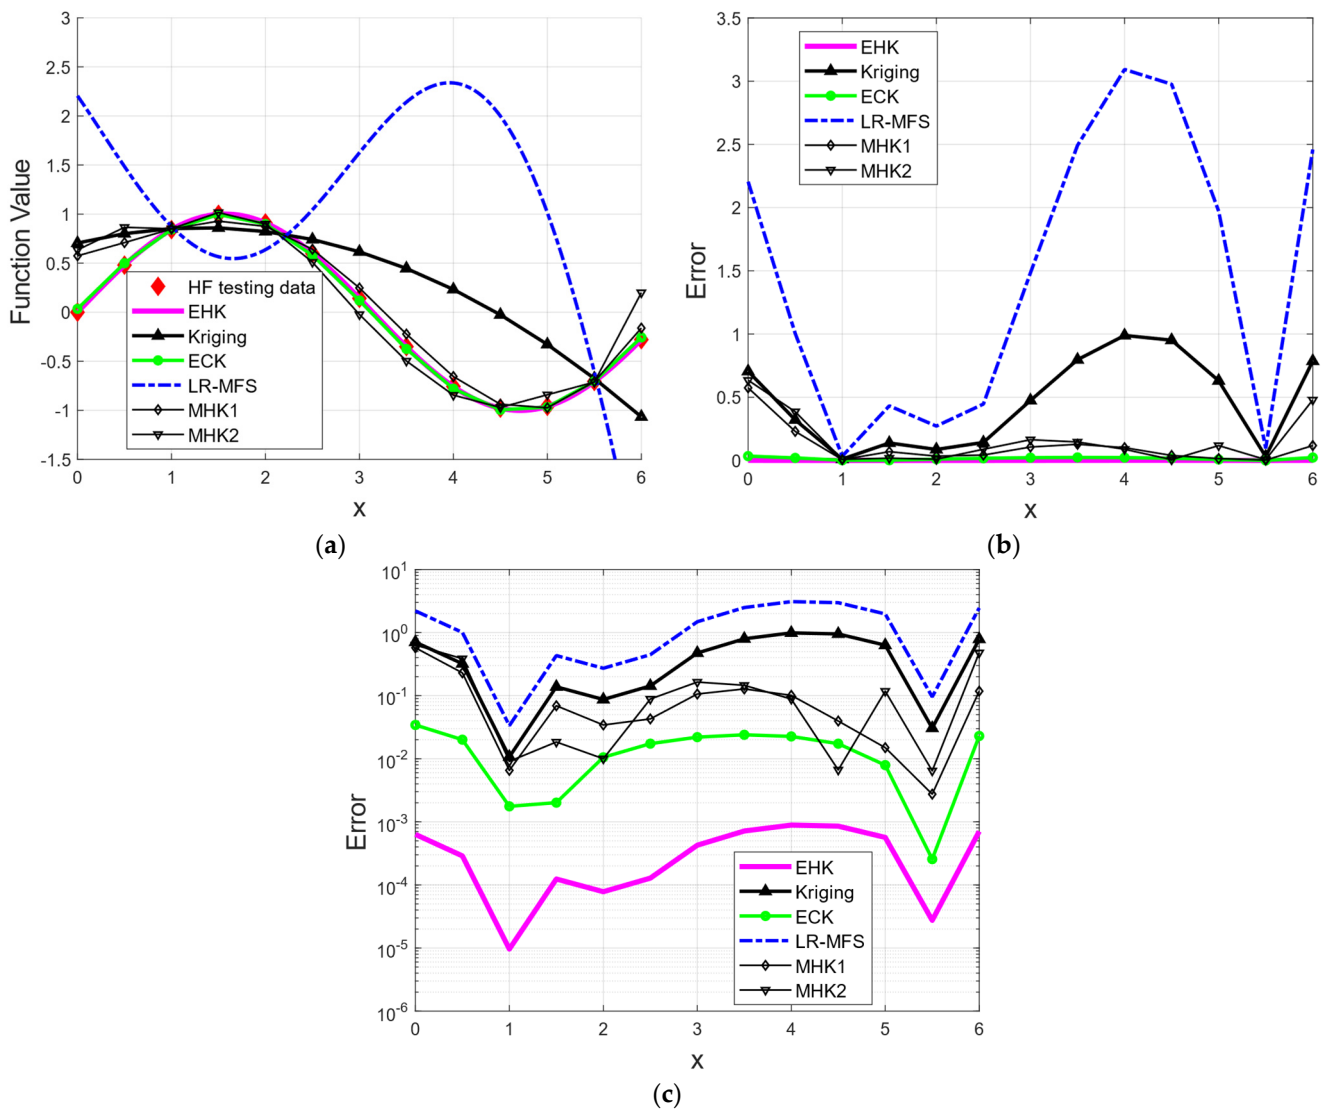 3
2.5
2
1.5
1
0.5
0
-0.5
-1
-1.5
Function Value
HF testing data
EHK
Kriging
ECK
LR-MFS
MHK1
MHK2
0 1 2 3 4 5 6
x
(a)
3.5
3
2.5
2
1.5
1
0.5
0
Error
EHK
Kriging
ECK
LR-MFS
MHK1
MHK2
0 1 2 3 4 5 6
x
(b)
10^1
10^0
10^-1
10^-2
10^-3
10^-4
10^-5
10^-6
Error
EHK
Kriging
ECK
LR-MFS
MHK1
MHK2
0 1 2 3 4 5 6
x
(c)